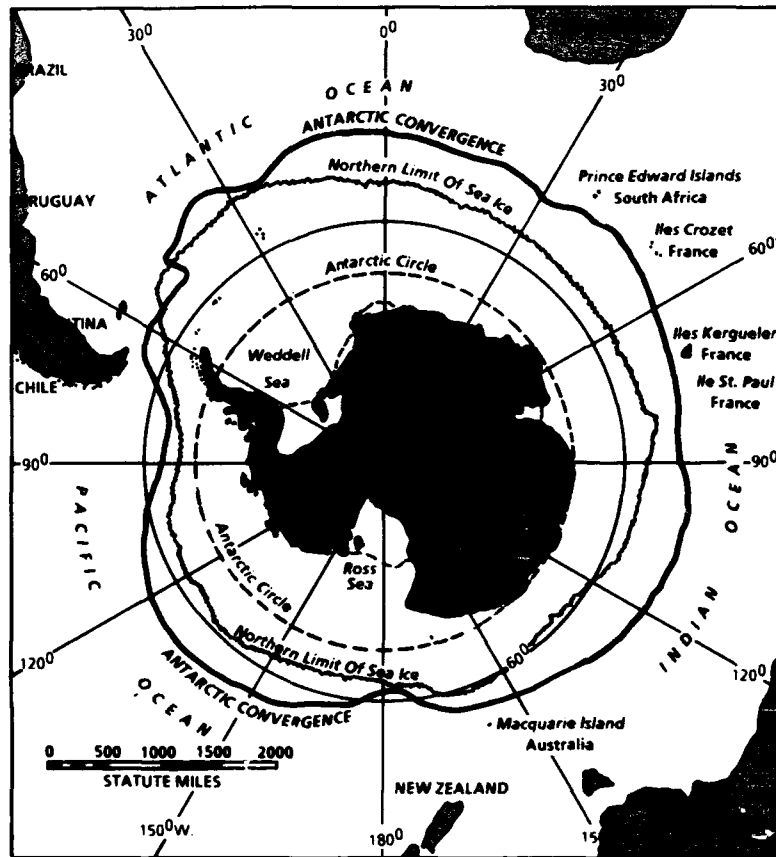 30⁰
0⁰
30⁰
RAZIL
ATLANTIC OCEAN
ANTARCTIC CONVERGENCE
Northern Limit Of Sea Ice
Prince Edward Islands
South Africa
RUGUAY
Iles Crozet
France
60⁰
60⁰
Antarctic Circle
TINA
Weddell
Sea
Iles Kerguelen
France
CHILE
Ile St. Paul
France
90⁰
90⁰
PACIFIC OCEAN
INDIAN OCEAN
Antarctic Circle
Ross
Sea
Northern Limit Of Sea Ice
60⁰
120⁰
120⁰
ANTARCTIC CONVERGENCE
Macquarie Island
Australia
0 500 1000 1500 2000
STATUTE MILES
NEW ZEALAND
150⁰W.
180⁰
15